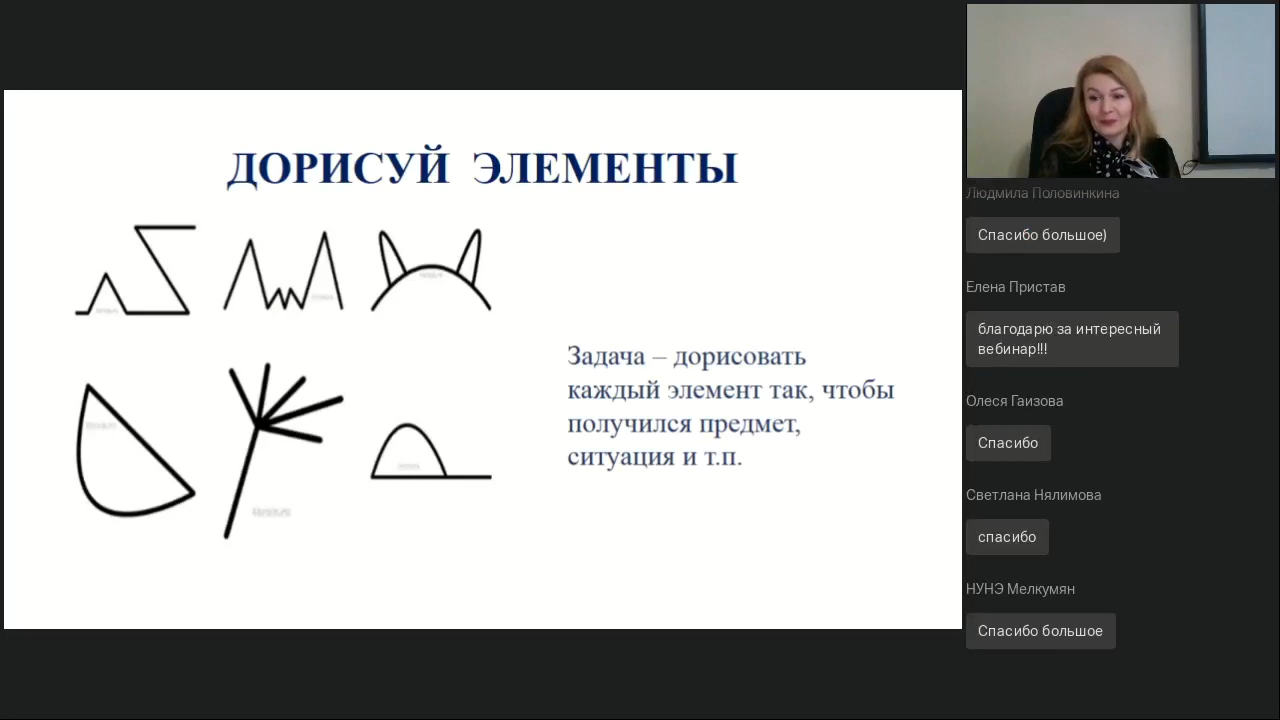 ДОРИСУЙ ЭЛЕМЕНТЫ
Задача – дорисовать
каждый элемент так, чтобы
получился предмет,
ситуация и т.п.
Людмила Половинкина
Спасибо большое)
Елена Пристав
благодарю за интересный
вебинар!!!
Олеся Гаизова
Спасибо
Светлана Нялимова
спасибо
НУНЭ Мелкумян
Спасибо большое